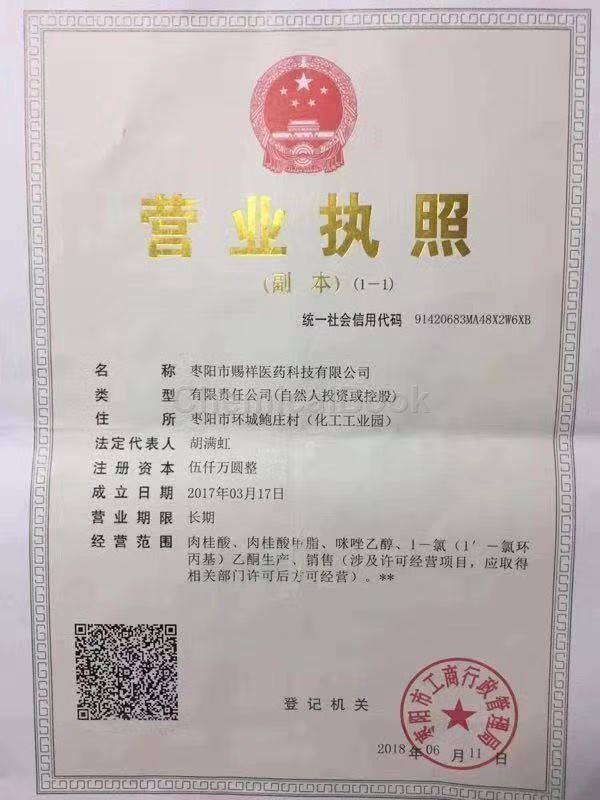 营业执照
(副 本) (1-1)
统一社会信用代码 91420683MA48X2W6XB
名 称 枣阳市赐祥医药科技有限公司
类 型 有限责任公司(自然人投资或控股)
住 所 枣阳市环城鲍庄村（化工工业园）
法定代表人 胡满虹
注册资本 伍仟万圆整
成立日期 2017年03月17日
营业期限 长期
经营范围 肉桂酸、肉桂酸甲脂、咪唑乙醇、1-氯（1′-氯环
丙基）乙酮生产、销售（涉及许可经营项目，应取得
相关部门许可后方可经营）。**
ChemicalBook
登记机关
枣阳市工商行政管理局
2018 年 06 月 11 日